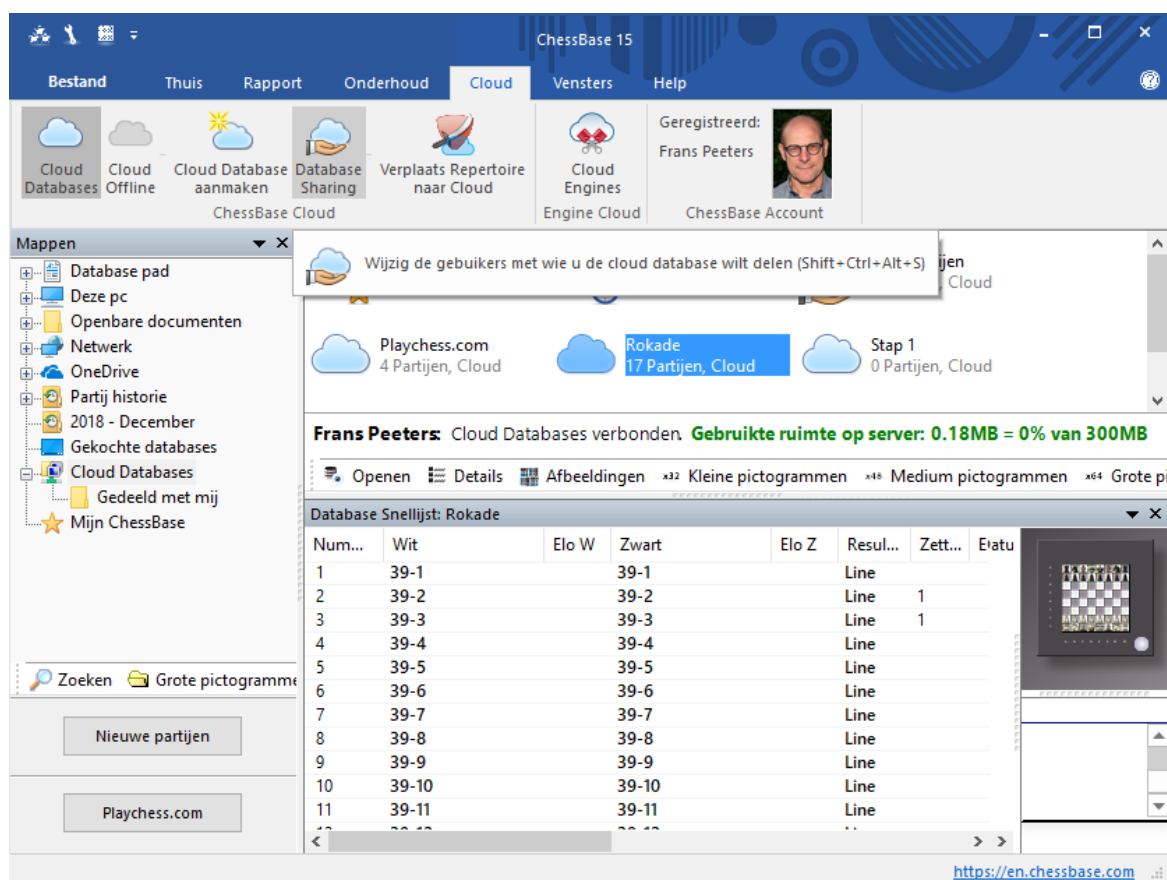 ChessBase 15
Bestand Thuis Rapport Onderhoud Cloud Vensters Help
Cloud Databases
Cloud Offline
Cloud Database aanmaken
Database Sharing
Verplaats Repertoire naar Cloud
ChessBase Cloud
Cloud Engines
Engine Cloud
Geregistreerd:
Frans Peeters
ChessBase Account
Mappen
Database pad
Deze pc
Openbare documenten
Netwerk
OneDrive
Partij historie
2018 - December
Gekochte databases
Cloud Databases
Gedeeld met mij
Mijn ChessBase
Zoeken Grote pictogramme
Nieuwe partijen
Playchess.com
Wijzig de gebuikers met wie u de cloud database wilt delen (Shift+Ctrl+Alt+S)
ijen
, Cloud
Playchess.com
4 Partijen, Cloud
Rokade
17 Partijen, Cloud
Stap 1
0 Partijen, Cloud
Frans Peeters: Cloud Databases verbonden. Gebruikte ruimte op server: 0.18MB = 0% van 300MB
Openen Details Afbeeldingen x32 Kleine pictogrammen x48 Medium pictogrammen x64 Grote pi
Database Snellijst: Rokade
Num... Wit Elo W Zwart Elo Z Resul... Zett...
1 39-1 39-1 Line
2 39-2 39-2 Line 1
3 39-3 39-3 Line 1
4 39-4 39-4 Line
5 39-5 39-5 Line
6 39-6 39-6 Line
7 39-7 39-7 Line
8 39-8 39-8 Line
9 39-9 39-9 Line
10 39-10 39-10 Line
11 39-11 39-11 Line
https://en.chessbase.com